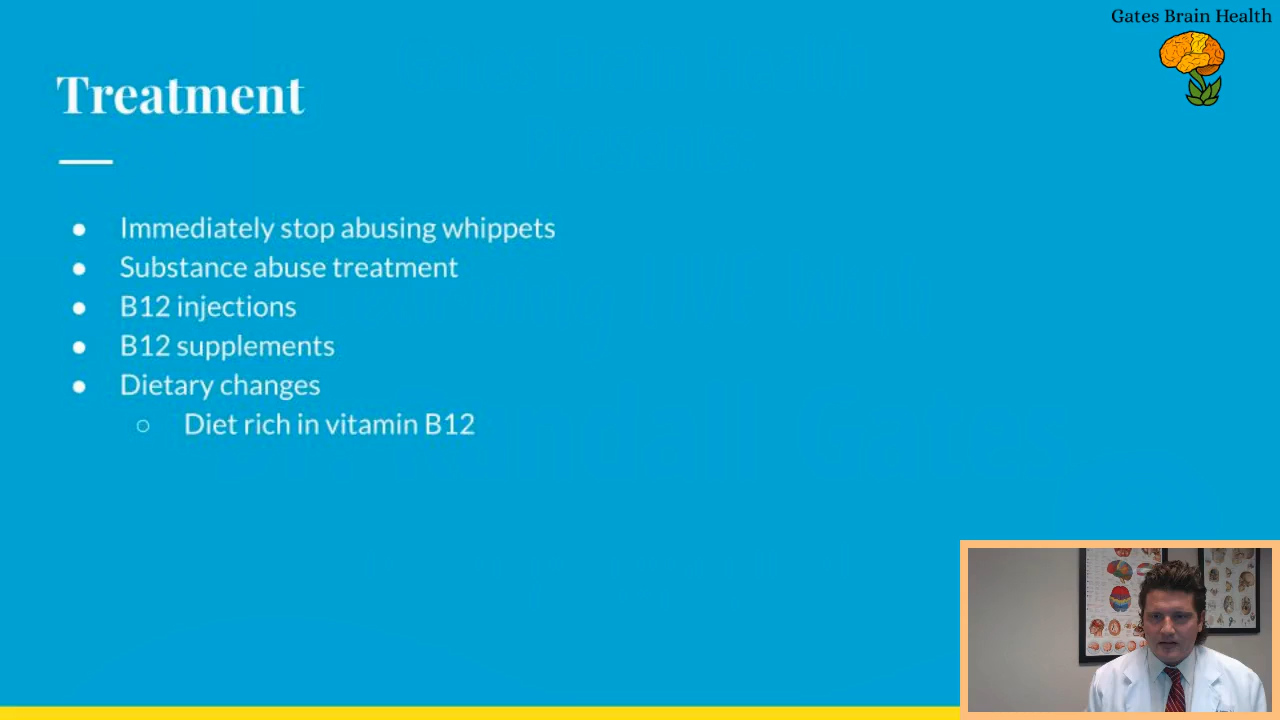 Gates Brain Health
Treatment
● Immediately stop abusing whippets
● Substance abuse treatment
● B12 injections
● B12 supplements
● Dietary changes
○ Diet rich in vitamin B12